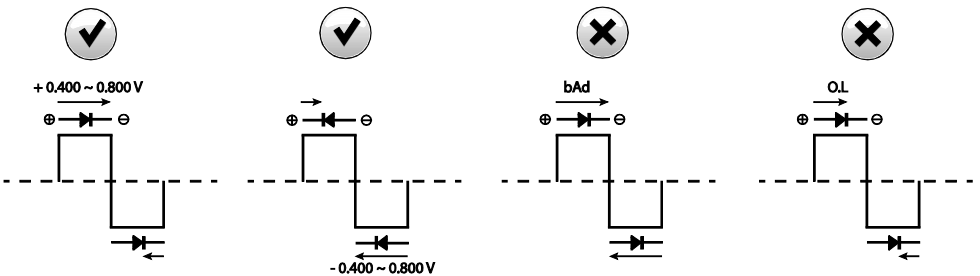 + 0.400 ~ 0.800 V
bAd
O.L
⊕ ⊖
⊕ ⊖
⊕ ⊖
⊕ ⊖
- 0.400 ~ 0.800 V